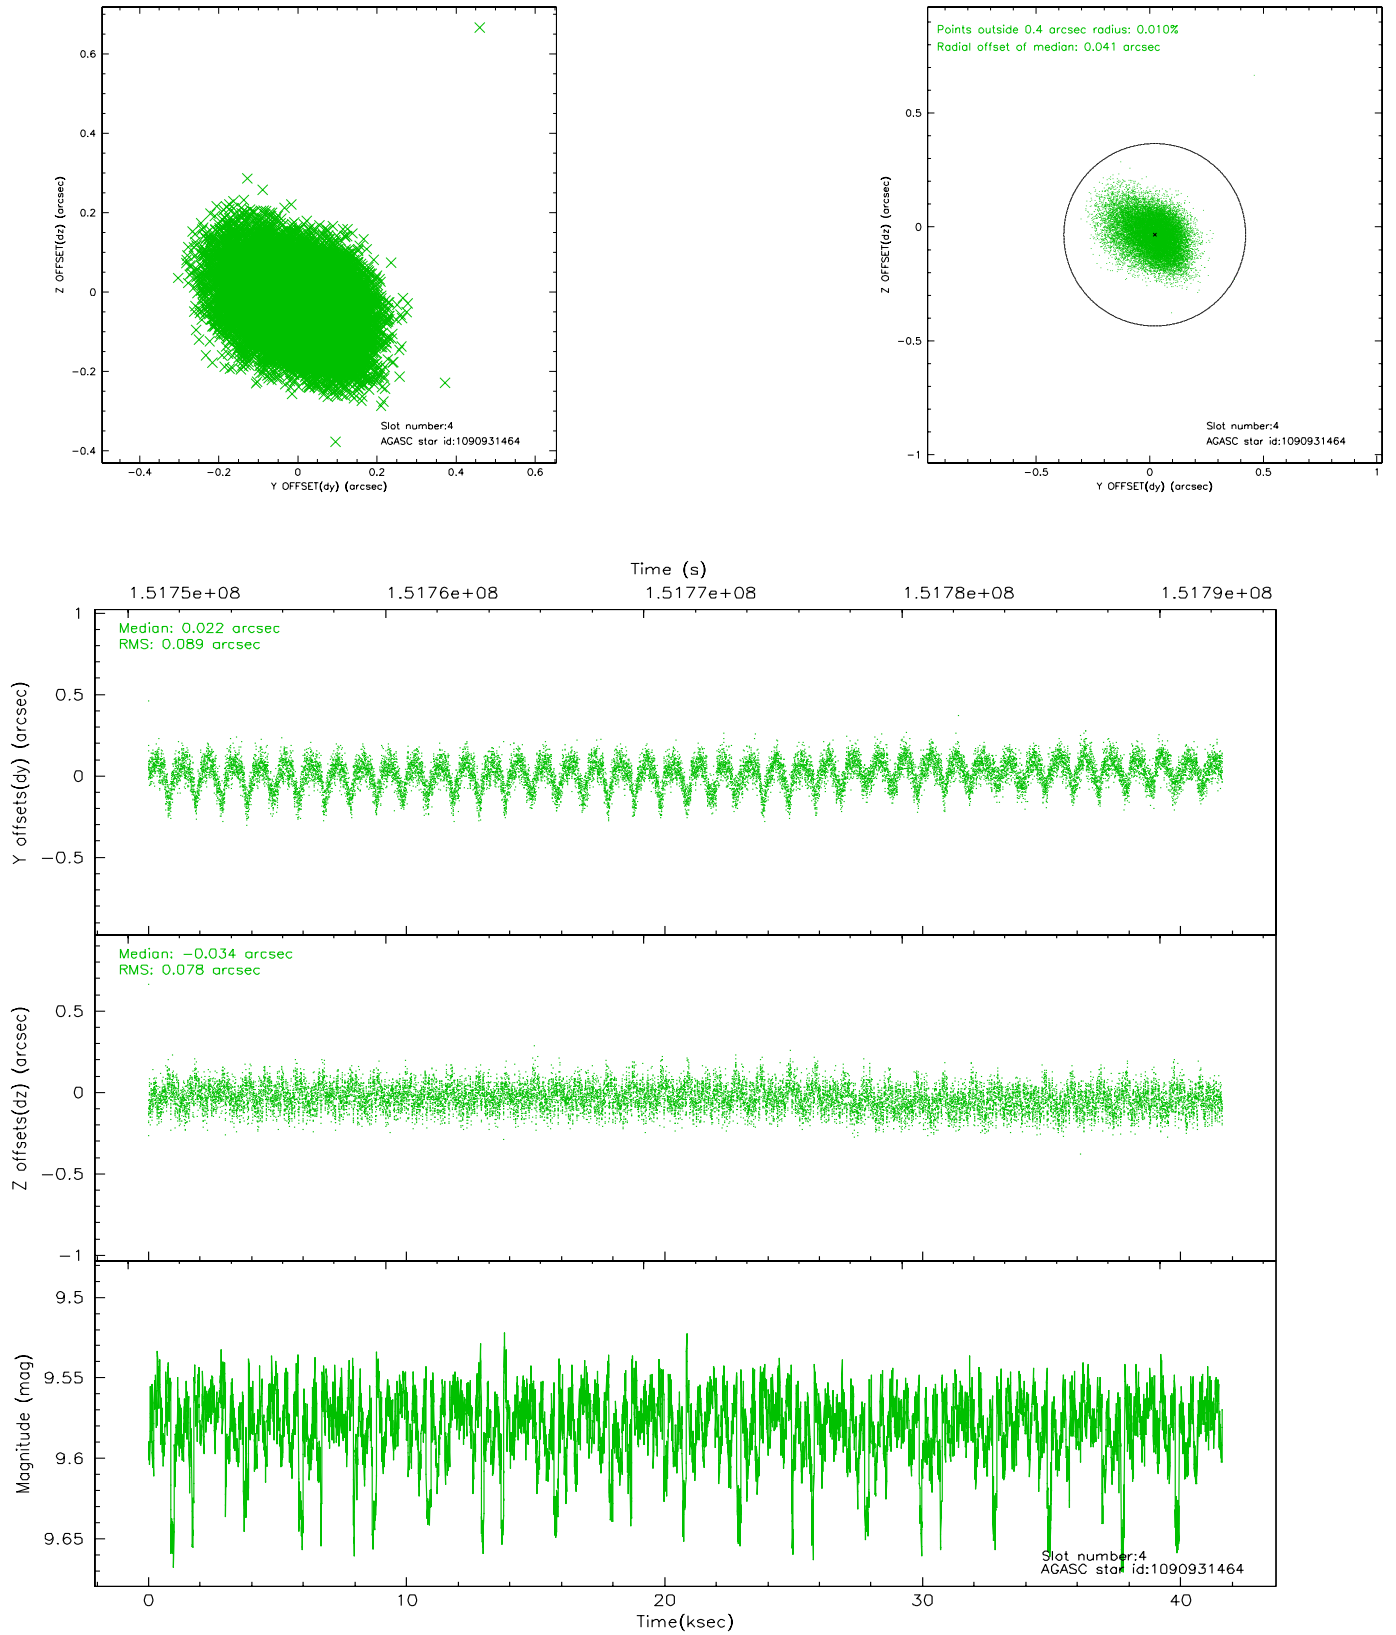 0.6
0.4
0.2
0
−0.2
−0.4
Z OFFSET(dz) (arcsec)
−0.4 −0.2 0 0.2 0.4 0.6
Y OFFSET(dy) (arcsec)
Slot number:4
AGASC star id:1090931464
Points outside 0.4 arcsec radius: 0.010%
Radial offset of median: 0.041 arcsec
0.5
0
−0.5
−1
Z OFFSET(dz) (arcsec)
−0.5 0 0.5 1
Y OFFSET(dy) (arcsec)
Slot number:4
AGASC star id:1090931464
Time (s)
1.5175e+08 1.5176e+08 1.5177e+08 1.5178e+08 1.5179e+08
Median: 0.022 arcsec
RMS: 0.089 arcsec
1
0.5
0
−0.5
Y offsets(dy) (arcsec)
Median: −0.034 arcsec
RMS: 0.078 arcsec
0.5
0
−0.5
−1
Z offsets(dz) (arcsec)
9.5
9.55
9.6
9.65
Magnitude (mag)
Slot number:4
AGASC star id:1090931464
0 10 20 30 40
Time(ksec)